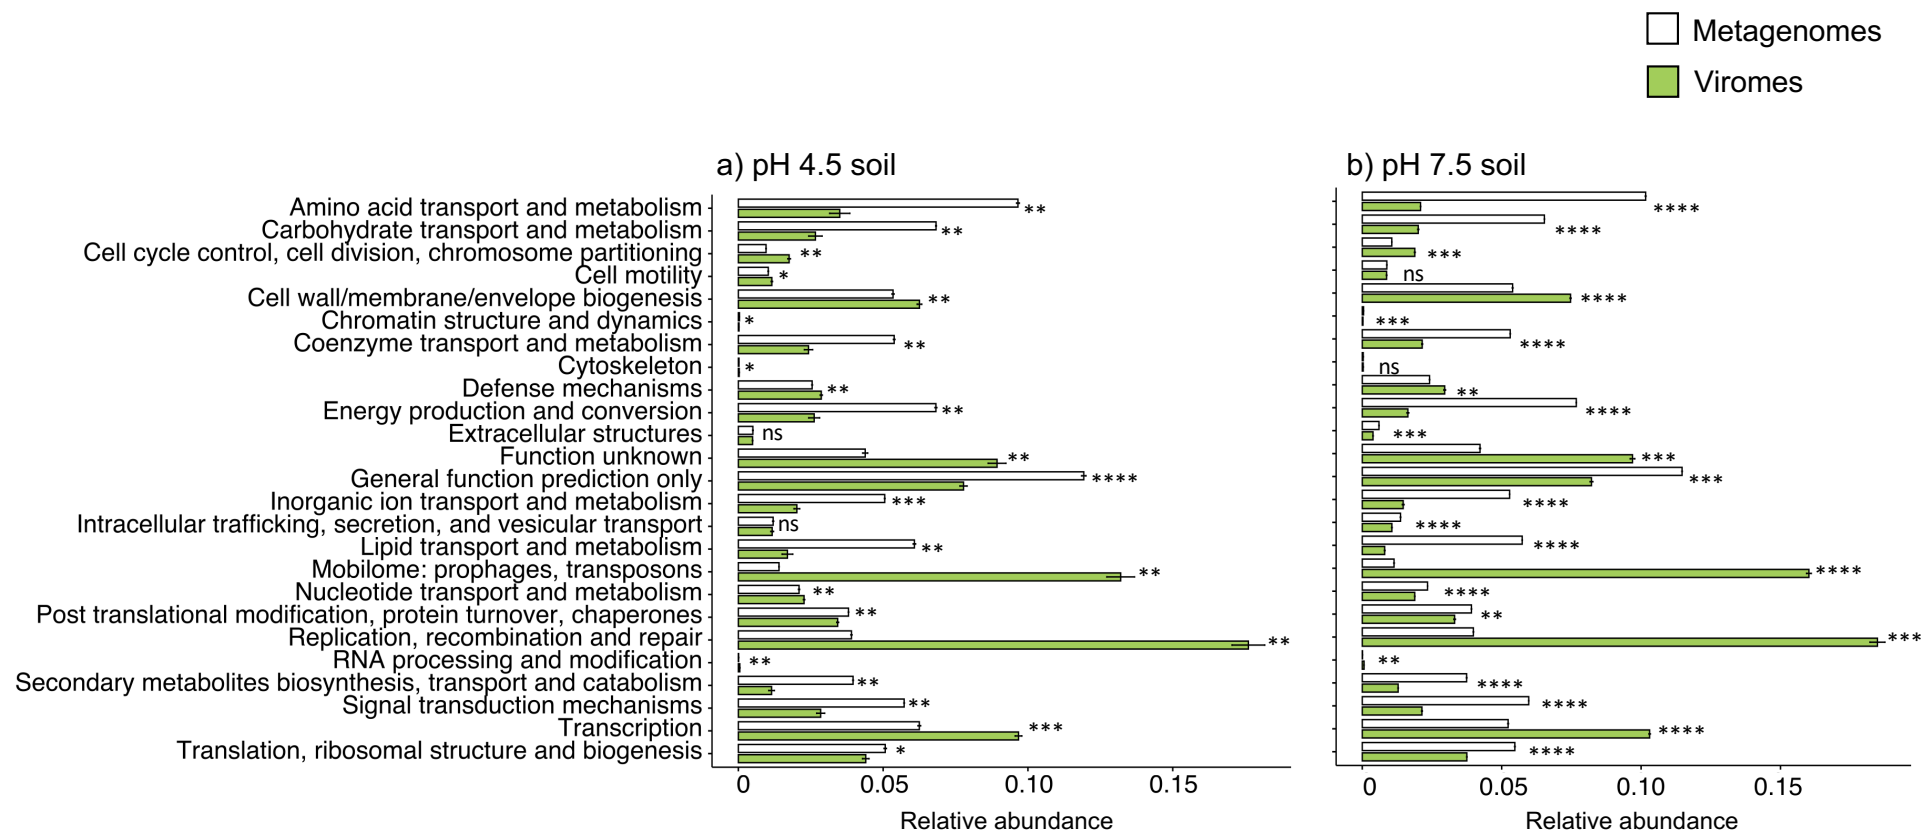 Metagenomes
Viromes
a) pH 4.5 soil
b) pH 7.5 soil
Amino acid transport and metabolism ** ****
Carbohydrate transport and metabolism ** ****
Cell cycle control, cell division, chromosome partitioning ** ***
Cell motility * ns
Cell wall/membrane/envelope biogenesis ** ****
Chromatin structure and dynamics * ***
Coenzyme transport and metabolism ** ****
Cytoskeleton * ns
Defense mechanisms ** **
Energy production and conversion ** ****
Extracellular structures ns ***
Function unknown ** ***
General function prediction only **** ***
Inorganic ion transport and metabolism *** ****
Intracellular trafficking, secretion, and vesicular transport ns ****
Lipid transport and metabolism ** ****
Mobilome: prophages, transposons ** ****
Nucleotide transport and metabolism ** ****
Post translational modification, protein turnover, chaperones ** **
Replication, recombination and repair ** ***
RNA processing and modification ** **
Secondary metabolites biosynthesis, transport and catabolism ** ****
Signal transduction mechanisms ** ****
Transcription *** ****
Translation, ribosomal structure and biogenesis * ****
0 0.05 0.10 0.15
0 0.05 0.10 0.15
Relative abundance
Relative abundance